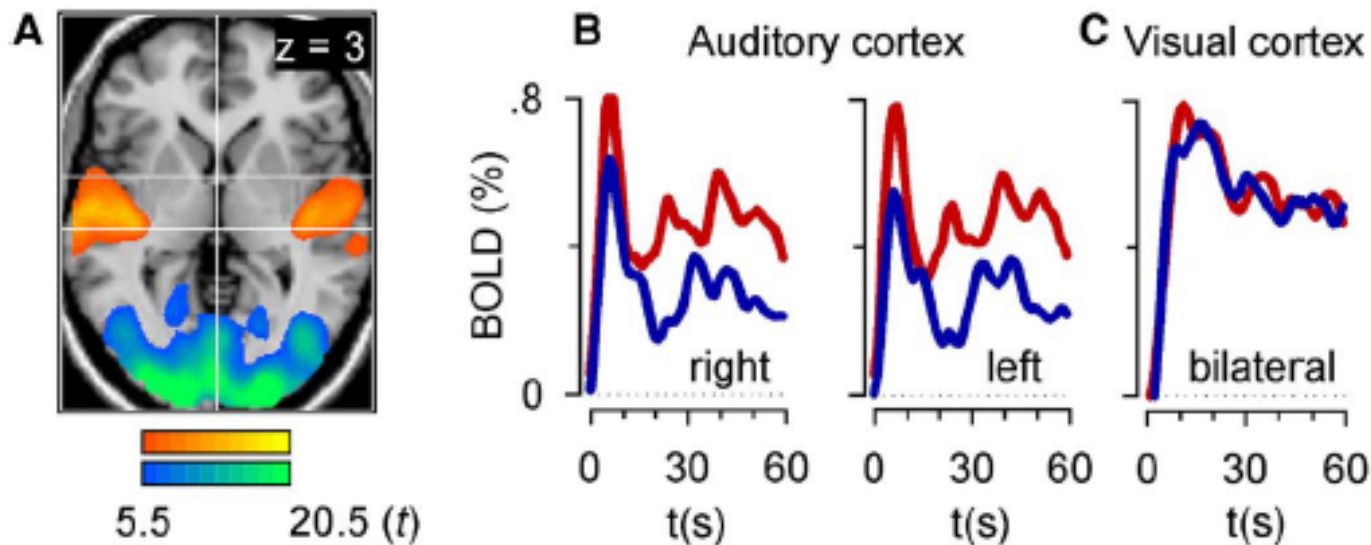 A
z = 3
5.5
20.5 (t)
B
Auditory cortex
C
Visual cortex
BOLD (%)
.8
0
right
left
bilateral
0
30
60
0
30
60
0
30
60
t(s)
t(s)
t(s)